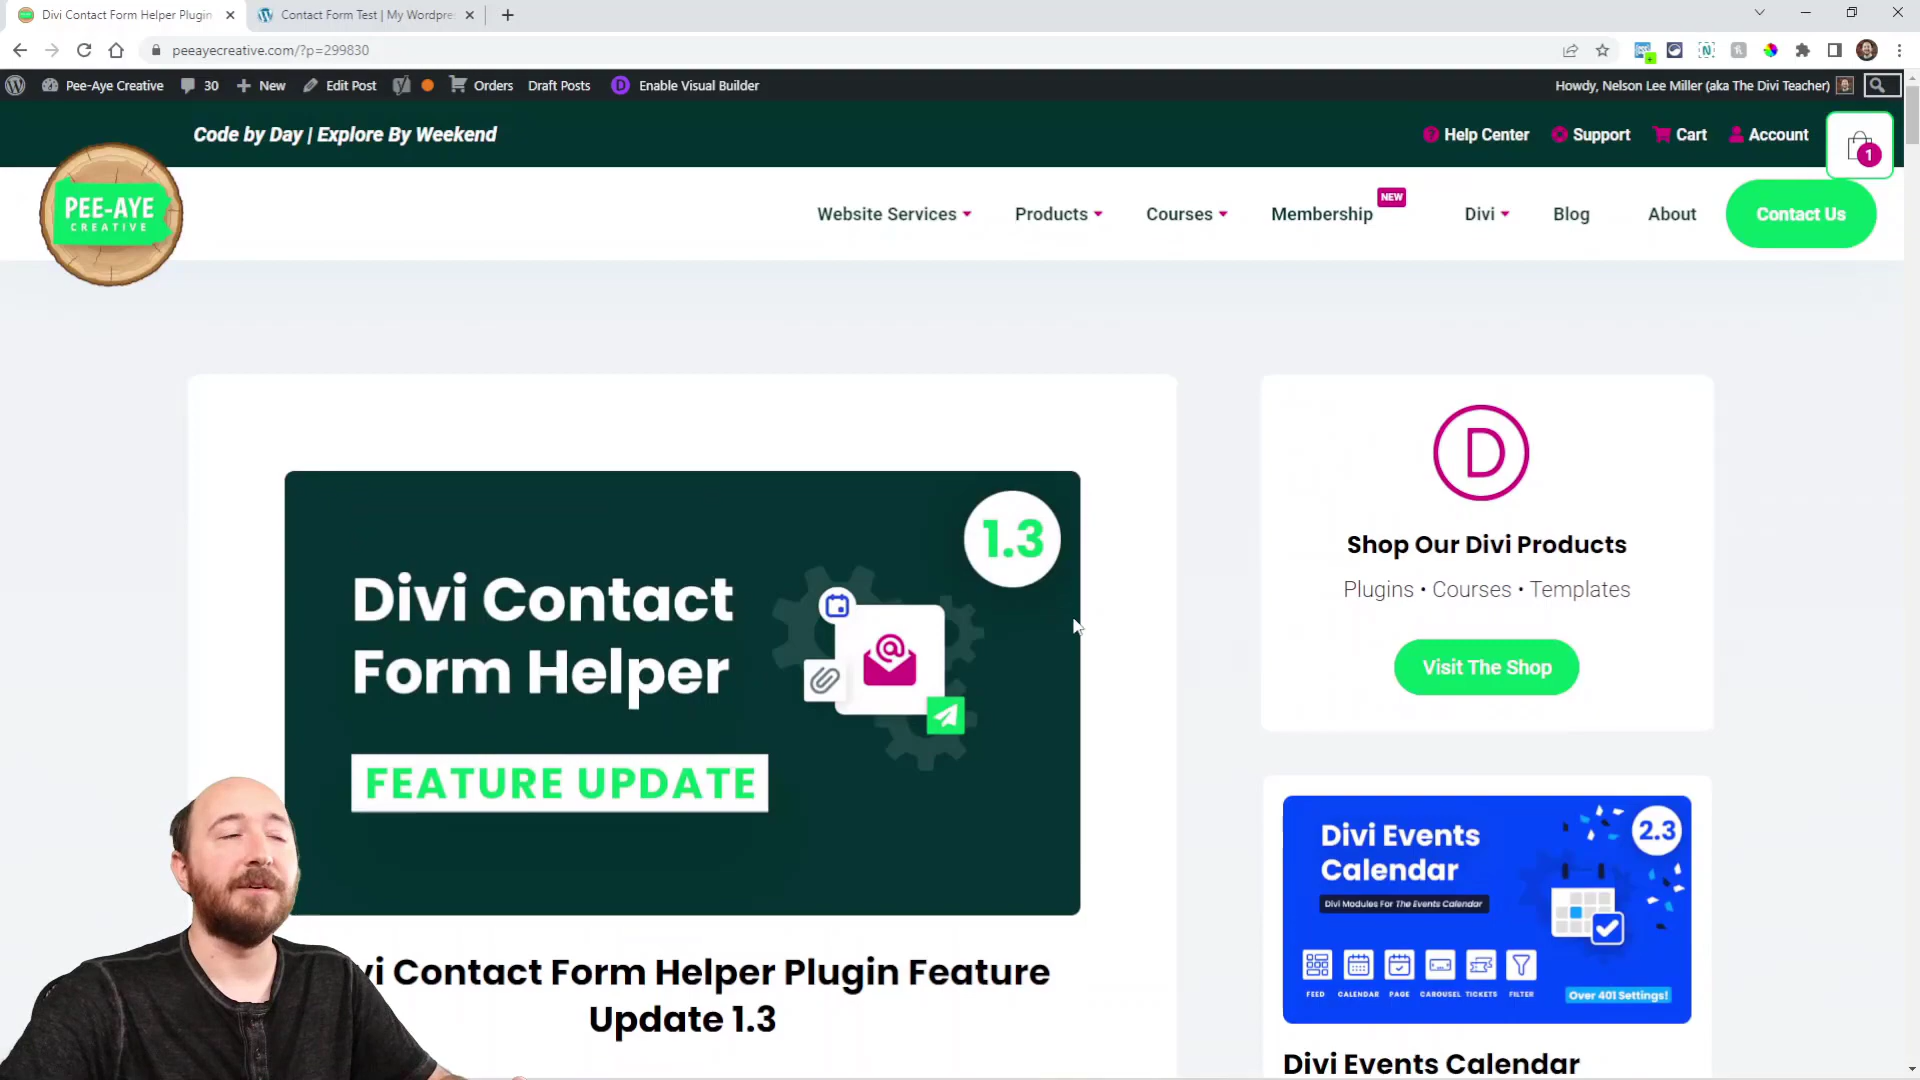 Divi Contact Form Helper Plugin
Contact Form Test | My Wordpre
peeayecreative.com/?p=299830
Pee-Aye Creative
30
New
Edit Post
Orders
Draft Posts
Enable Visual Builder
Howdy, Nelson Lee Miller (aka The Divi Teacher)
Code by Day | Explore By Weekend
Help Center
Support
Cart
Account
1
PEE-AYE
CREATIVE
Website Services
Products
Courses
Membership
NEW
Divi
Blog
About
Contact Us
1.3
Divi Contact
Form Helper
FEATURE UPDATE
vi Contact Form Helper Plugin Feature
Update 1.3
D
Shop Our Divi Products
Plugins • Courses • Templates
Visit The Shop
2.3
Divi Events
Calendar
Divi Modules For The Events Calendar
FEED
CALENDAR
PAGE
CAROUSEL
TICKETS
FILTER
Over 401 Settings!
Divi Events Calendar